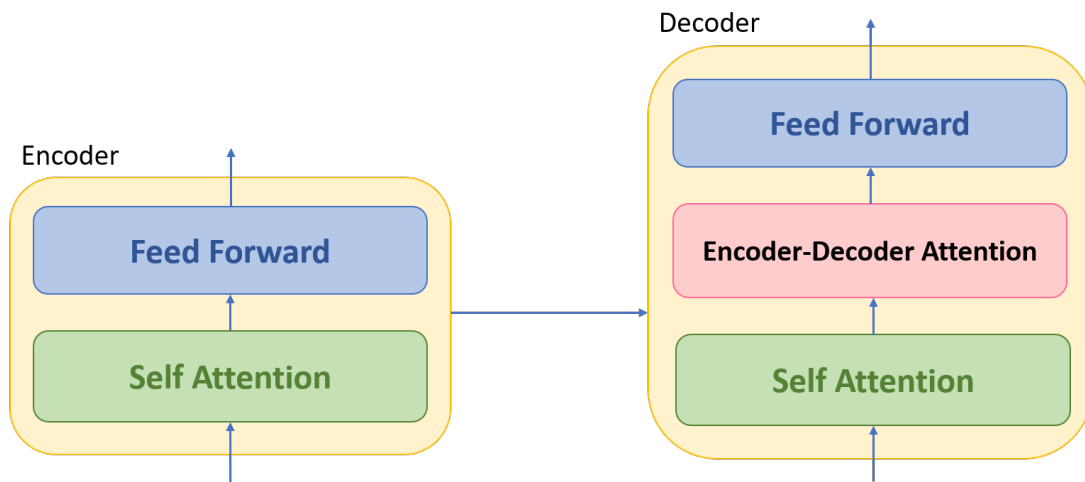 Encoder
Feed Forward
Self Attention
Decoder
Feed Forward
Encoder-Decoder Attention
Self Attention